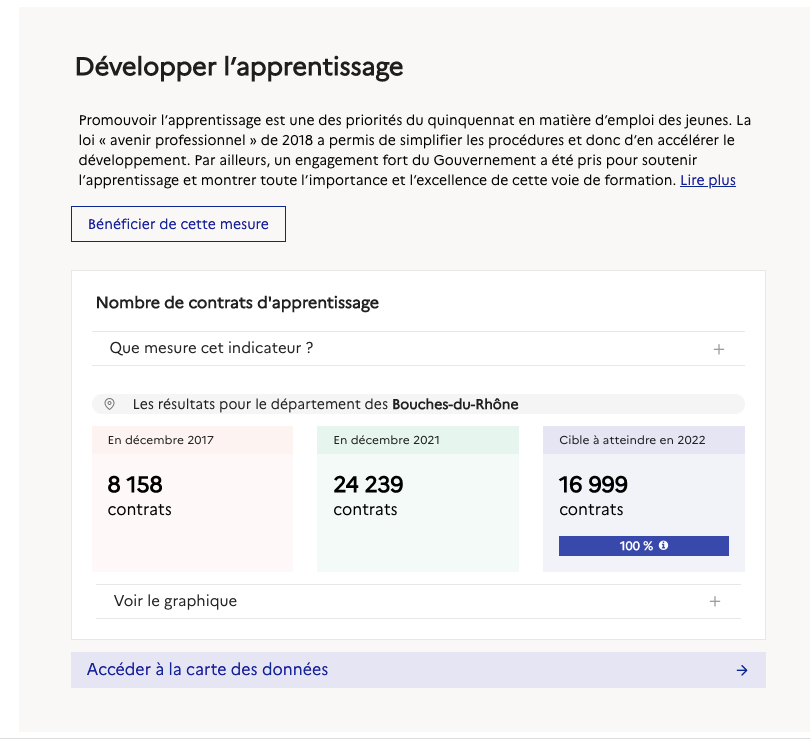 Développer l’apprentissage
Promouvoir l’apprentissage est une des priorités du quinquennat en matière d’emploi des jeunes. La
loi « avenir professionnel » de 2018 a permis de simplifier les procédures et donc d’en accélérer le
développement. Par ailleurs, un engagement fort du Gouvernement a été pris pour soutenir
l’apprentissage et montrer toute l’importance et l’excellence de cette voie de formation. Lire plus
Bénéficier de cette mesure
Nombre de contrats d'apprentissage
Que mesure cet indicateur ?
Les résultats pour le département des Bouches-du-Rhône
En décembre 2017
8 158
contrats
En décembre 2021
24 239
contrats
Cible à atteindre en 2022
16 999
contrats
100 %
Voir le graphique
Accéder à la carte des données